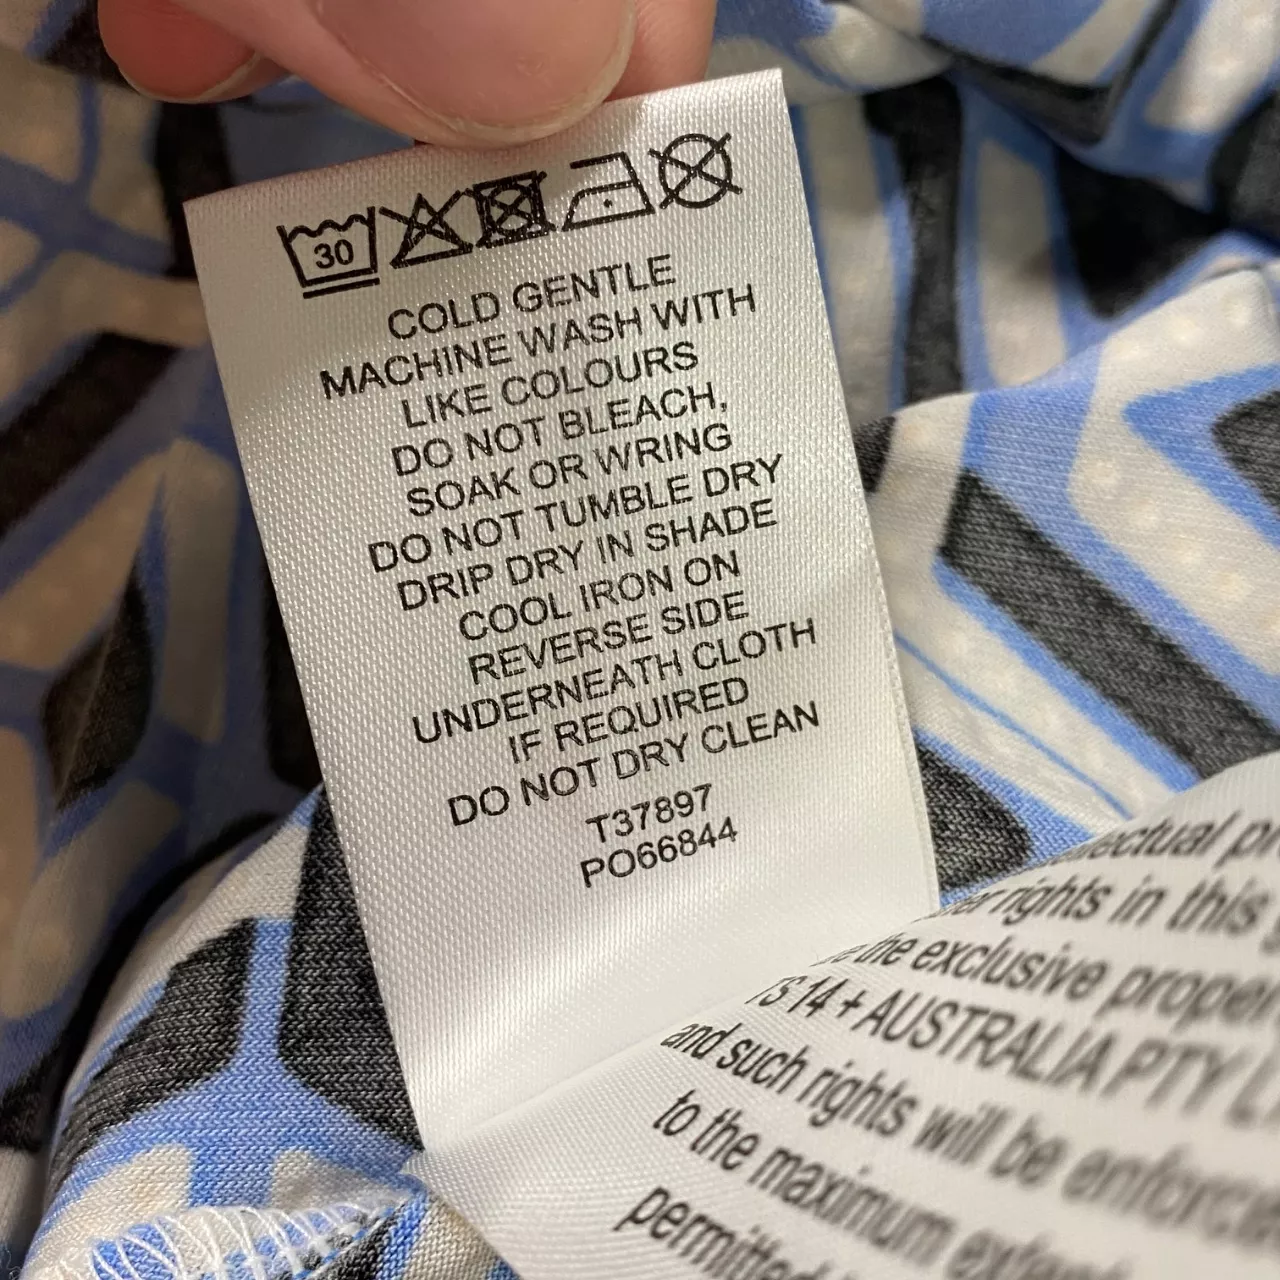 30
COLD GENTLE
MACHINE WASH WITH
LIKE COLOURS
DO NOT BLEACH,
SOAK OR WRING
DO NOT TUMBLE DRY
DRIP DRY IN SHADE
COOL IRON ON
REVERSE SIDE
UNDERNEATH CLOTH
IF REQUIRED
DO NOT DRY CLEAN
T37897
PO66844
rights in this
the exclusive
14 + AUSTRALIA PTY
and such rights will be
to the maximum